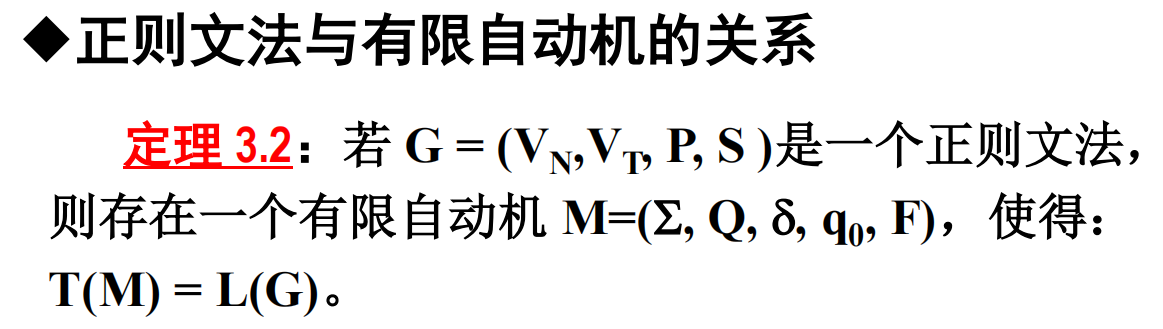 ◆正则文法与有限自动机的关系
定理 3.2：若 G = (V_N,V_T, P, S )是一个正则文法，
则存在一个有限自动机 M=(Σ, Q, δ, q₀, F)，使得：
T(M) = L(G)。